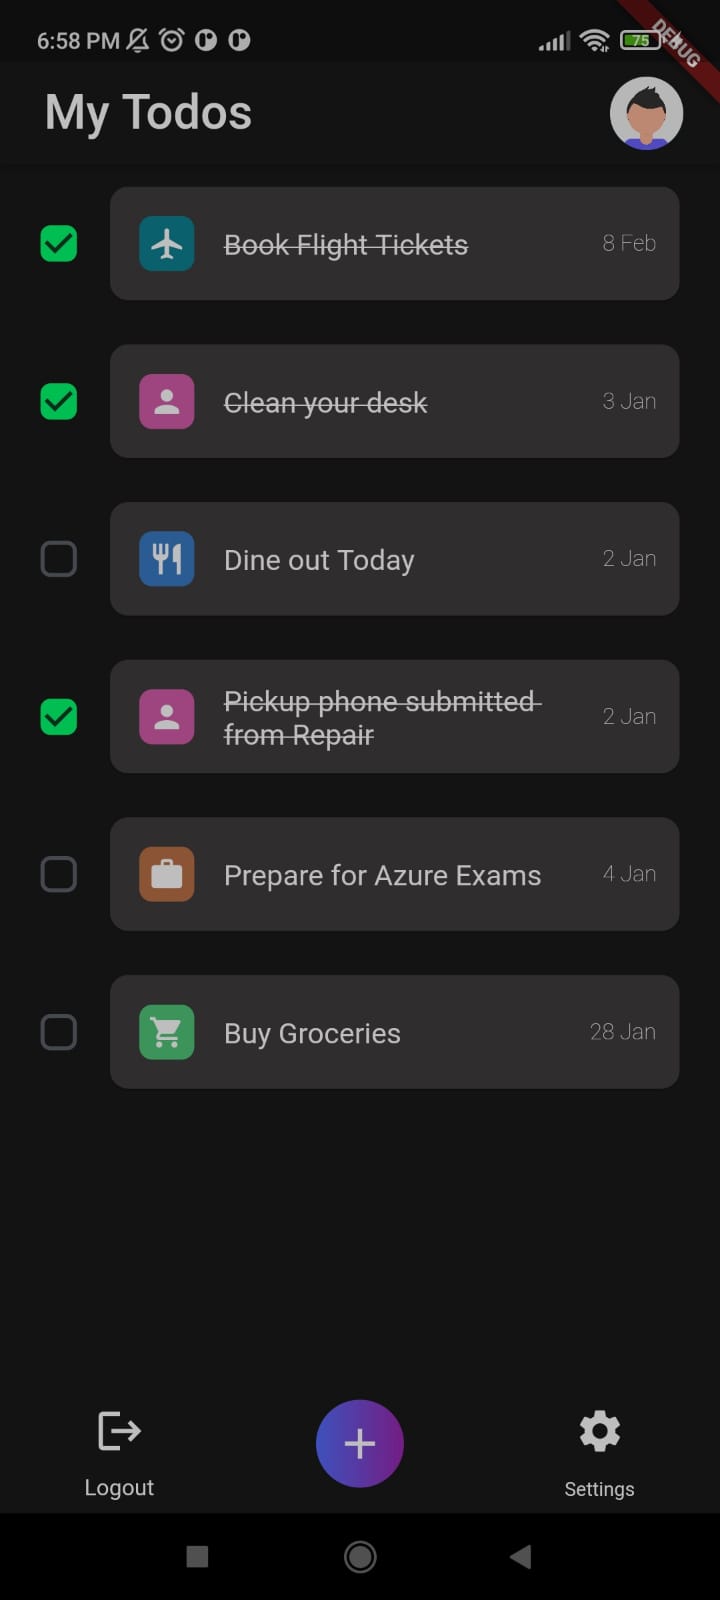 6:58 PM
75
DEBUG
My Todos
Book Flight Tickets
8 Feb
Clean your desk
3 Jan
Dine out Today
2 Jan
Pickup phone submitted
from Repair
2 Jan
Prepare for Azure Exams
4 Jan
Buy Groceries
28 Jan
Logout
Settings